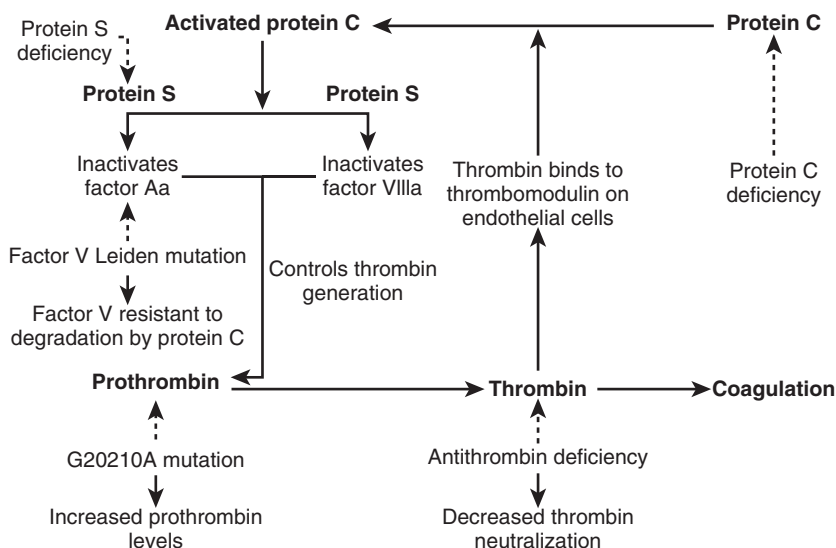 Protein S
deficiency
Activated protein C
Protein C
Protein S
Protein S
Inactivates
factor Aa
Inactivates
factor VIIIa
Thrombin binds to
thrombomodulin on
endothelial cells
Protein C
deficiency
Factor V Leiden mutation
Controls thrombin
generation
Factor V resistant to
degradation by protein C
Prothrombin
Thrombin
Coagulation
G20210A mutation
Antithrombin deficiency
Increased prothrombin
levels
Decreased thrombin
neutralization